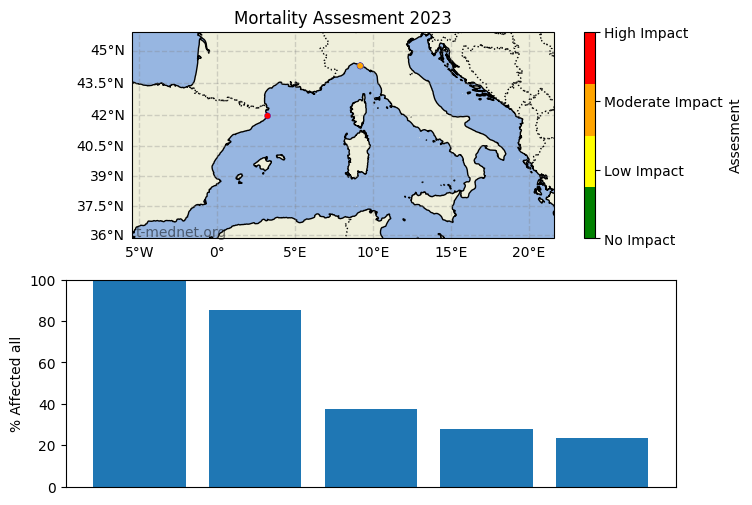 Mortality Assesment 2023
45°N
43.5°N
42°N
40.5°N
39°N
37.5°N
36°N
5°W
0°
5°E
10°E
15°E
20°E
t-mednet.org
High Impact
Moderate Impact
Low Impact
No Impact
Assesment
% Affected all
100
80
60
40
20
0